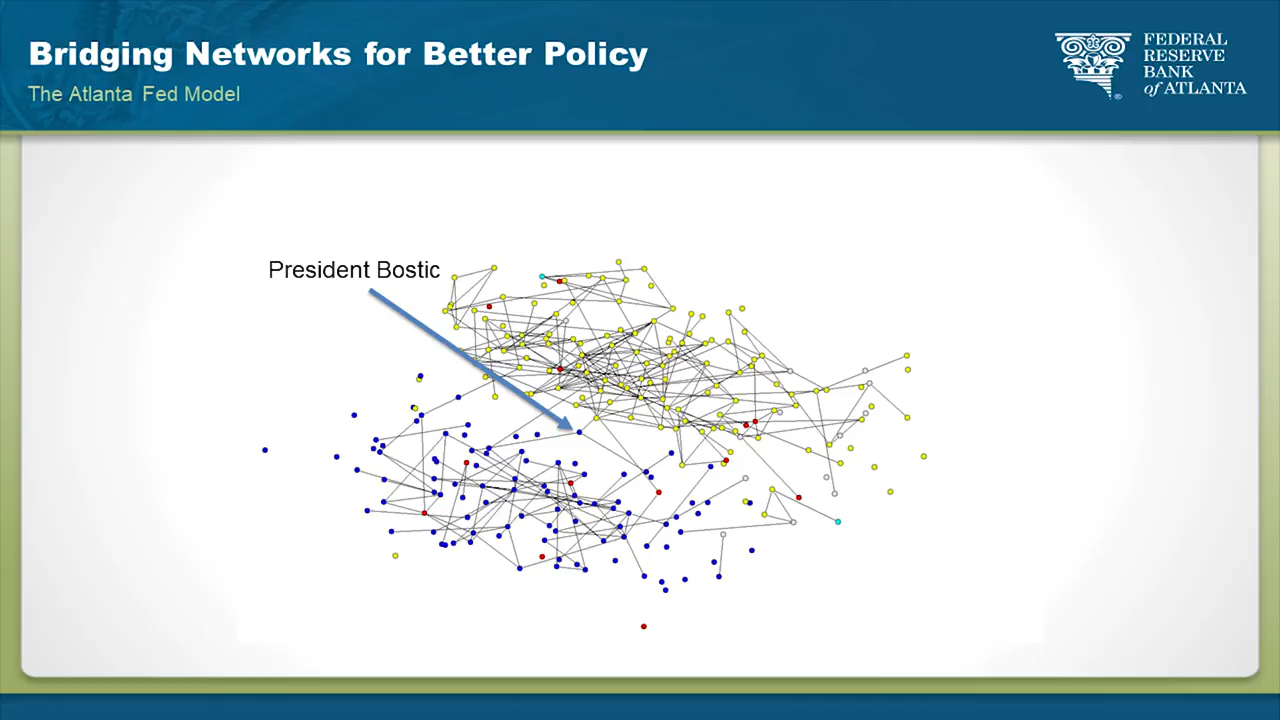 Bridging Networks for Better Policy
The Atlanta Fed Model
FEDERAL
RESERVE
BANK
of ATLANTA
President Bostic